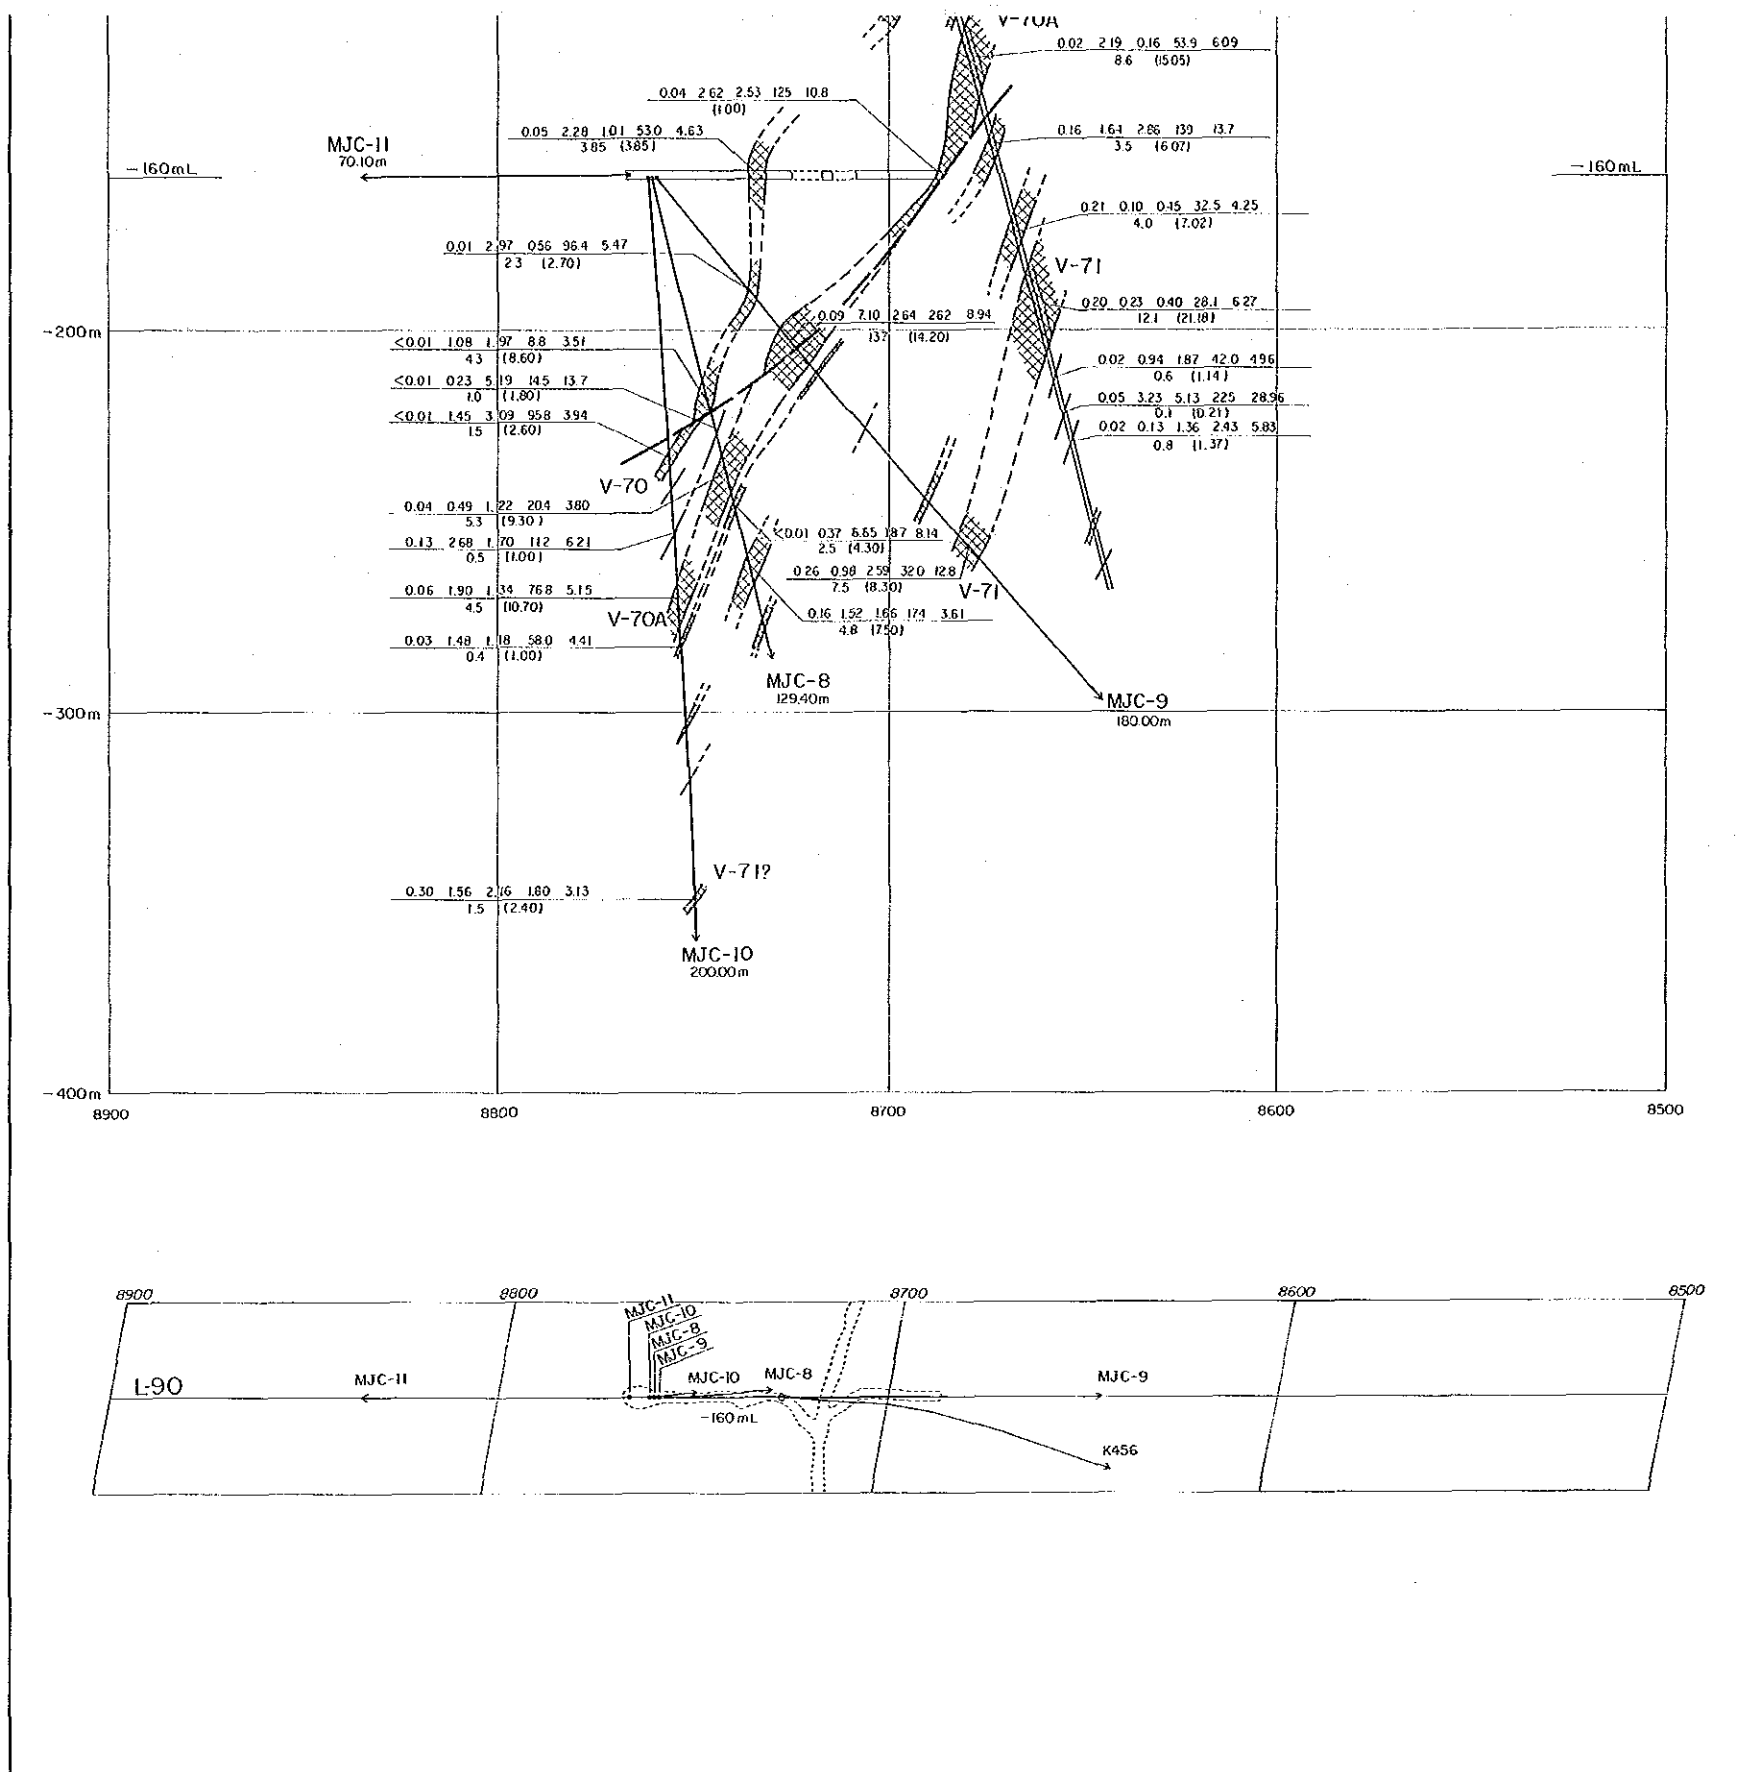 V-70A
0.02 2.19 0.16 53.9 6.09
8.6 (15.05)
0.04 2.62 2.53 125 10.8
(1.00)
0.05 2.28 1.01 53.0 4.63
3.85 (3.85)
0.16 1.64 2.86 139 13.7
3.5 (6.07)
MJC-11
70.10m
-160mL
-160mL
0.21 0.10 0.45 32.5 4.25
4.0 (7.02)
0.01 2.97 0.56 96.4 5.47
2.3 (2.70)
V-71
0.20 0.23 0.40 28.1 6.27
12.1 (21.18)
0.09 7.10 2.64 262 8.94
13.7 (14.20)
-200m
<0.01 1.08 1.97 8.8 3.51
4.3 (8.60)
0.02 0.94 1.87 42.0 4.96
0.6 (1.14)
<0.01 0.23 5.19 14.5 13.7
1.0 (1.80)
0.05 3.23 5.13 225 28.96
0.1 (0.21)
<0.01 1.45 3.09 95.8 3.94
1.5 (2.60)
0.02 0.13 1.36 2.43 5.83
0.8 (1.37)
V-70
0.04 0.49 1.22 20.4 3.80
5.3 (9.30)
<0.01 0.37 6.65 18.7 8.14
2.5 (4.30)
0.13 2.68 1.70 112 6.21
0.5 (1.00)
0.26 0.98 2.59 32.0 12.8
7.5 (8.30)
V-71
0.06 1.90 1.34 76.8 5.15
4.5 (10.70)
V-70A
0.16 1.52 1.66 174 3.61
4.8 (7.50)
0.03 1.48 1.18 58.0 4.41
0.4 (1.00)
MJC-8
129.40m
MJC-9
180.00m
-300m
V-71?
0.30 1.56 2.16 1.80 3.13
1.5 (2.40)
MJC-10
200.00m
-400m
8900 8800 8700 8600 8500
8900 8800 8700 8600 8500
MJC-11
MJC-10
MJC-8
MJC-9
L-90
MJC-11
MJC-10
MJC-8
MJC-9
-160mL
K456